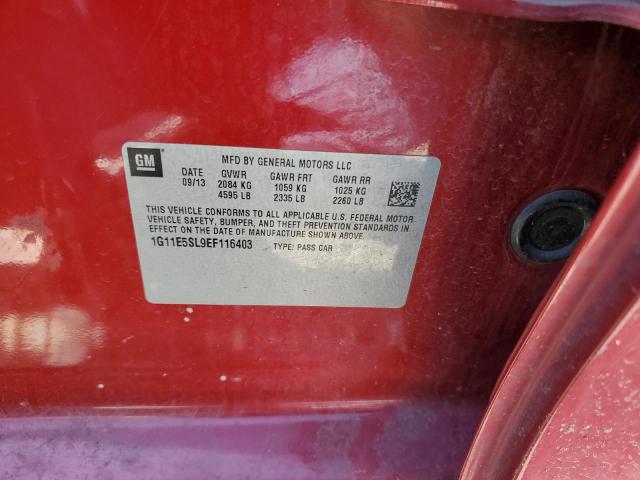 GM
MFD BY GENERAL MOTORS LLC
DATE GVWR GAWR FRT GAWR RR
09/13 2084 KG 1059 KG 1025 KG
4595 LB 2335 LB 2260 LB
THIS VEHICLE CONFORMS TO ALL APPLICABLE U.S. FEDERAL MOTOR
VEHICLE SAFETY, BUMPER, AND THEFT PREVENTION STANDARDS IN
EFFECT ON THE DATE OF MANUFACTURE SHOWN ABOVE.
1G11E5SL9EF116403 TYPE: PASS CAR